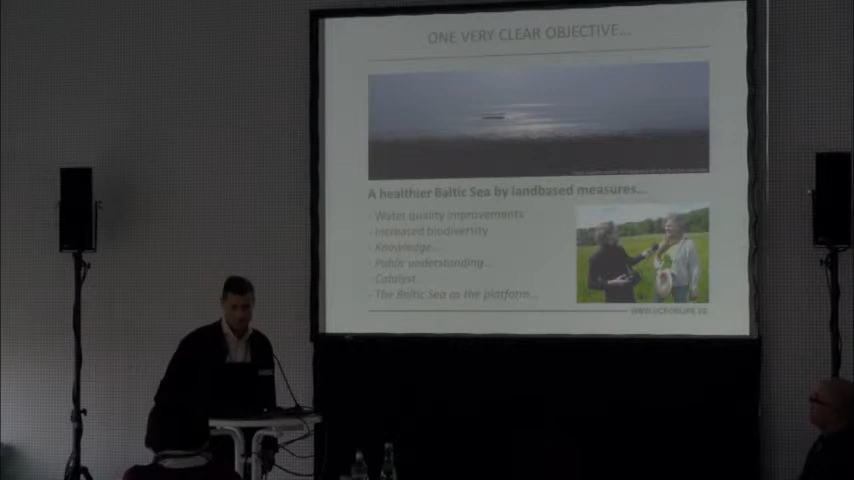 ONE VERY CLEAR OBJECTIVE...
A healthier Baltic Sea by landbased measures...
- Water quality improvements
- Increased biodivertity
- Knowledge...
- Public understanding...
- Catalyst...
- The Baltic Sea as the platform...